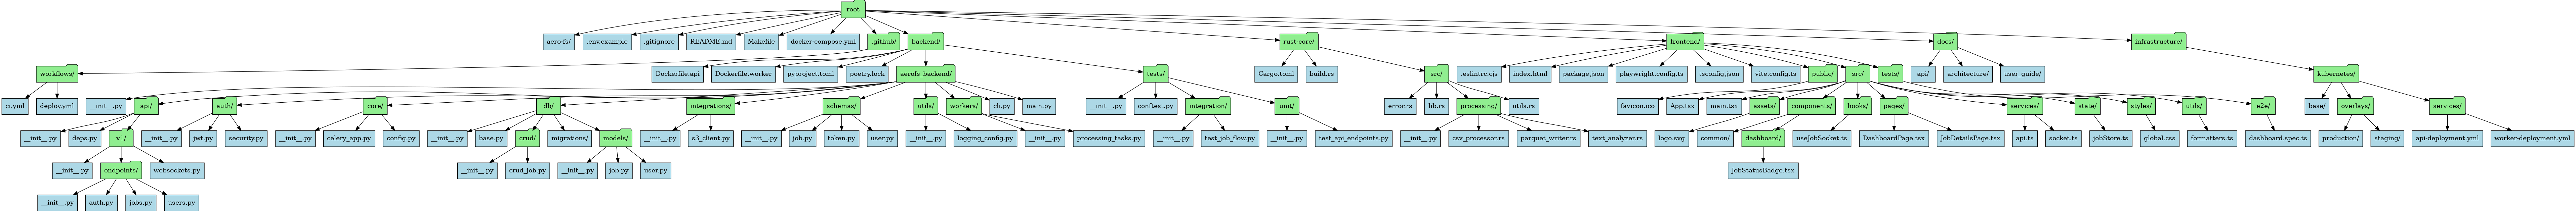 root
aero-fs/
.env.example
.gitignore
README.md
Makefile
docker-compose.yml
.github/
backend/
rust-core/
frontend/
docs/
infrastructure/
workflows/
Dockerfile.api
Dockerfile.worker
pyproject.toml
poetry.lock
aerofs_backend/
tests/
Cargo.toml
build.rs
src/
.eslintrc.cjs
index.html
package.json
playwright.config.ts
tsconfig.json
vite.config.ts
public/
src/
tests/
api/
architecture/
user_guide/
kubernetes/
ci.yml
deploy.yml
__init__.py
api/
auth/
core/
db/
integrations/
schemas/
utils/
workers/
cli.py
main.py
__init__.py
conftest.py
integration/
unit/
error.rs
lib.rs
processing/
utils.rs
favicon.ico
App.tsx
main.tsx
assets/
components/
hooks/
pages/
services/
state/
styles/
utils/
e2e/
base/
overlays/
services/
__init__.py
deps.py
v1/
__init__.py
jwt.py
security.py
__init__.py
celery_app.py
config.py
__init__.py
base.py
crud/
migrations/
models/
__init__.py
s3_client.py
__init__.py
job.py
token.py
user.py
__init__.py
logging_config.py
__init__.py
processing_tasks.py
__init__.py
test_job_flow.py
__init__.py
test_api_endpoints.py
__init__.py
csv_processor.rs
parquet_writer.rs
text_analyzer.rs
logo.svg
common/
dashboard/
useJobSocket.ts
DashboardPage.tsx
JobDetailsPage.tsx
api.ts
socket.ts
jobStore.ts
global.css
formatters.ts
dashboard.spec.ts
production/
staging/
api-deployment.yml
worker-deployment.yml
__init__.py
endpoints/
websockets.py
__init__.py
crud_job.py
__init__.py
job.py
user.py
JobStatusBadge.tsx
__init__.py
auth.py
jobs.py
users.py